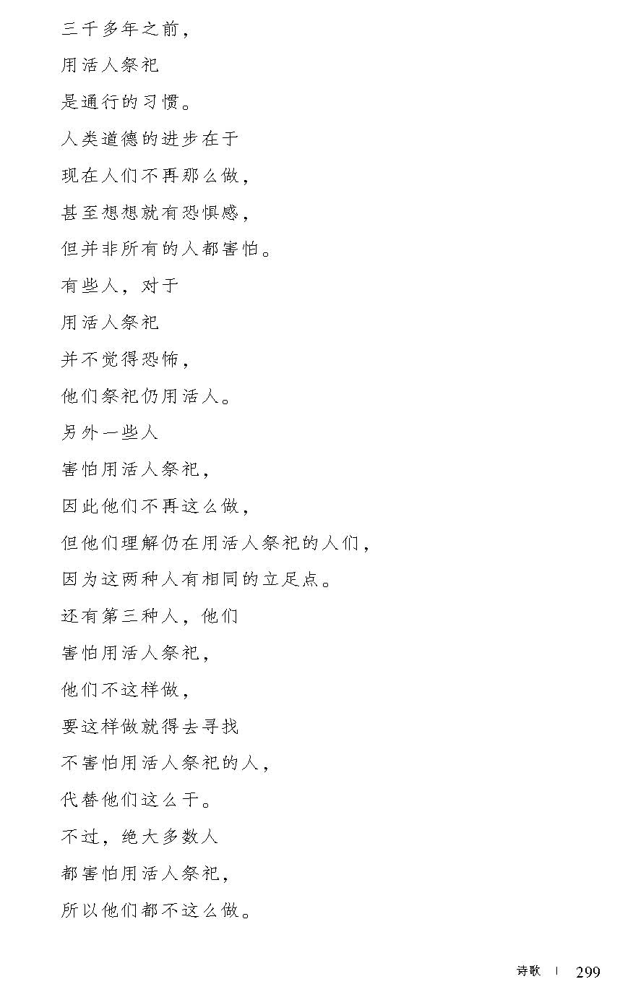 三千多年之前，
用活人祭祀
是通行的习惯。
人类道德的进步在于
现在人们不再那么做，
甚至想想就有恐惧感，
但并非所有的人都害怕。
有些人，对于
用活人祭祀
并不觉得恐怖，
他们祭祀仍用活人。
另外一些人
害怕用活人祭祀，
因此他们不再这么做，
但他们理解仍在用活人祭祀的人们，
因为这两种人有相同的立足点。
还有第三种人，他们
害怕用活人祭祀，
他们不这样做，
要这样做就得去寻找
不害怕用活人祭祀的人，
代替他们这么干。
不过，绝大多数人
都害怕用活人祭祀，
所以他们都不这么做。
诗歌 | 299